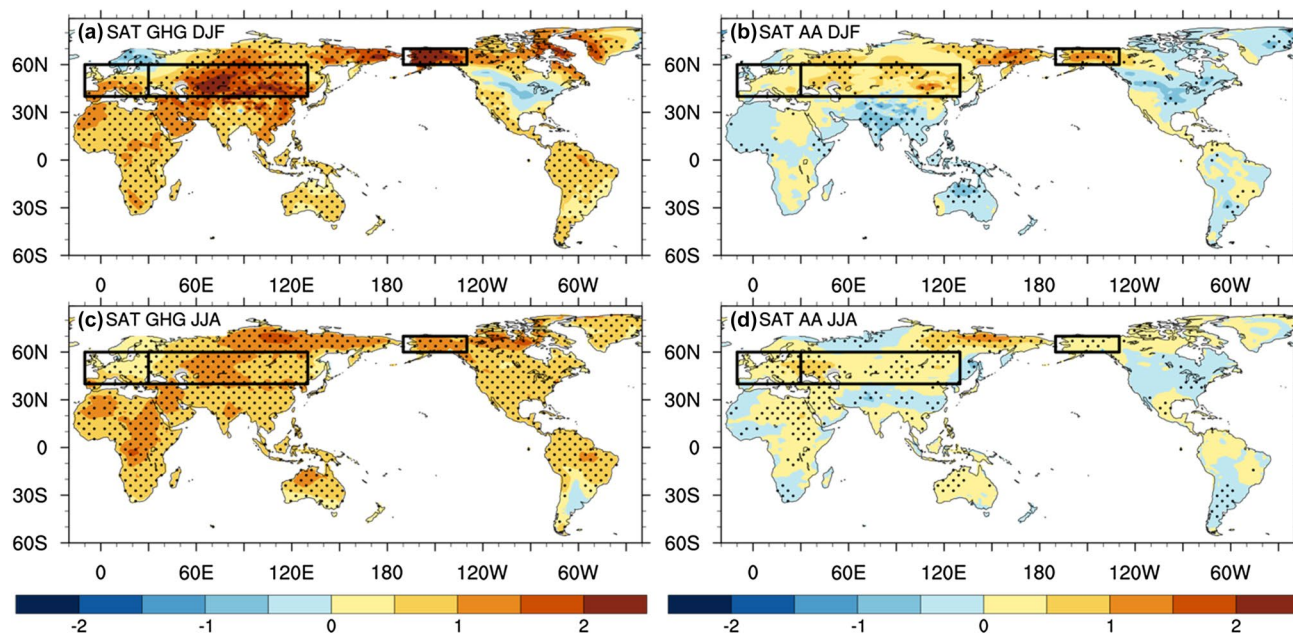 (a) SAT GHG DJF
(b) SAT AA DJF
60N
30N
0
30S
60S
60N
30N
0
30S
60S
0 60E 120E 180 120W 60W
0 60E 120E 180 120W 60W
(c) SAT GHG JJA
(d) SAT AA JJA
60N
30N
0
30S
60S
60N
30N
0
30S
60S
0 60E 120E 180 120W 60W
0 60E 120E 180 120W 60W
-2 -1 0 1 2
-2 -1 0 1 2